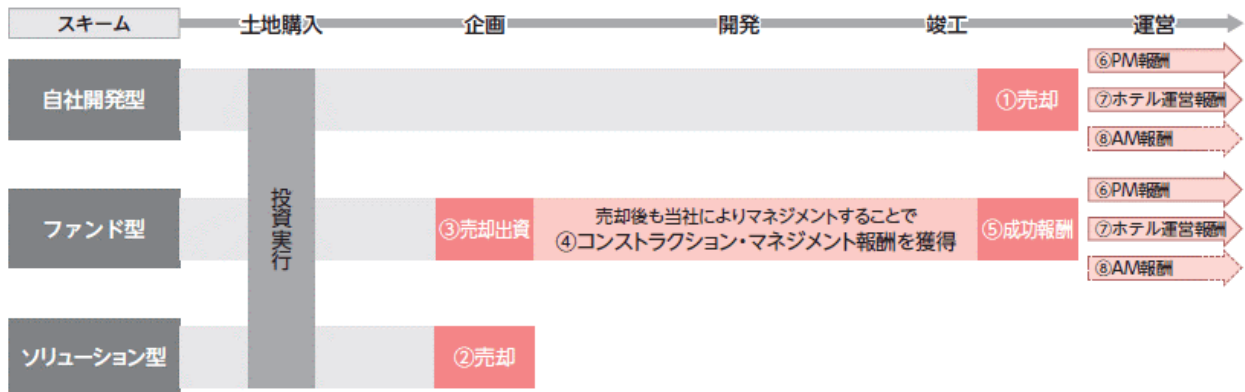 スキーム
土地購入
企画
開発
竣工
運営
自社開発型
①売却
⑥PM報酬
⑦ホテル運営報酬
⑧AM報酬
投資実行
ファンド型
③売却出資
売却後も当社によりマネジメントすることで
④コンストラクション・マネジメント報酬を獲得
⑤成功報酬
⑥PM報酬
⑦ホテル運営報酬
⑧AM報酬
ソリューション型
②売却